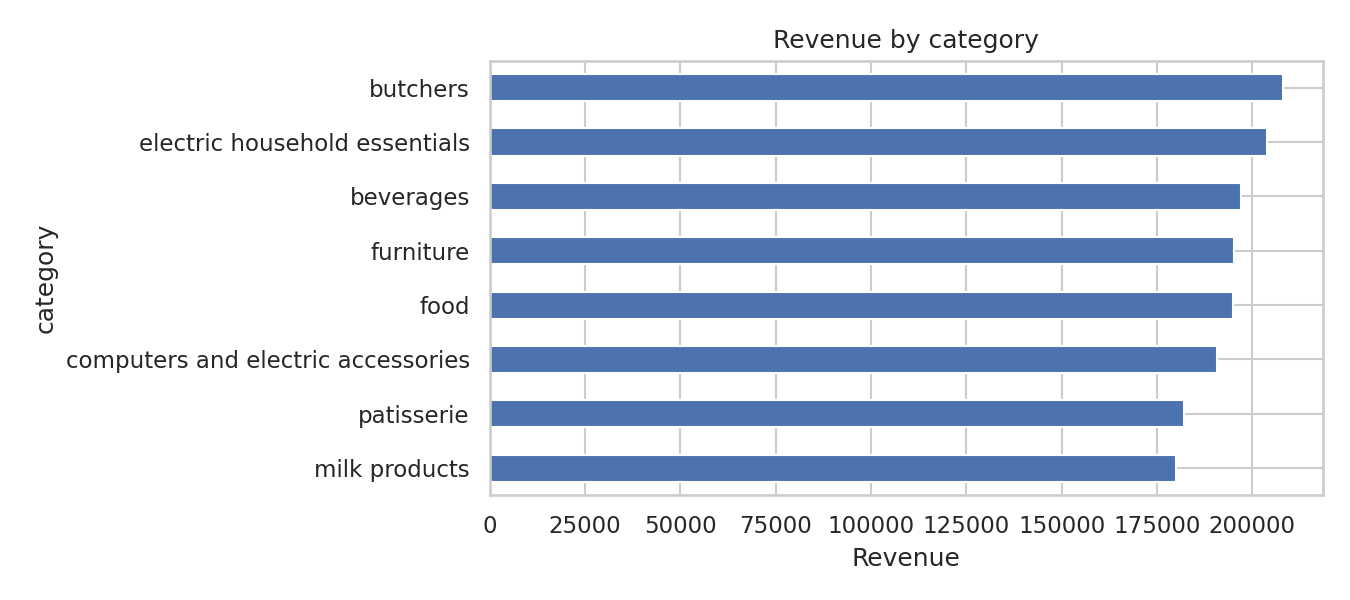 Revenue by category
butchers
electric household essentials
beverages
furniture
food
computers and electric accessories
patisserie
milk products
category
0 25000 50000 75000 100000 125000 150000 175000 200000
Revenue